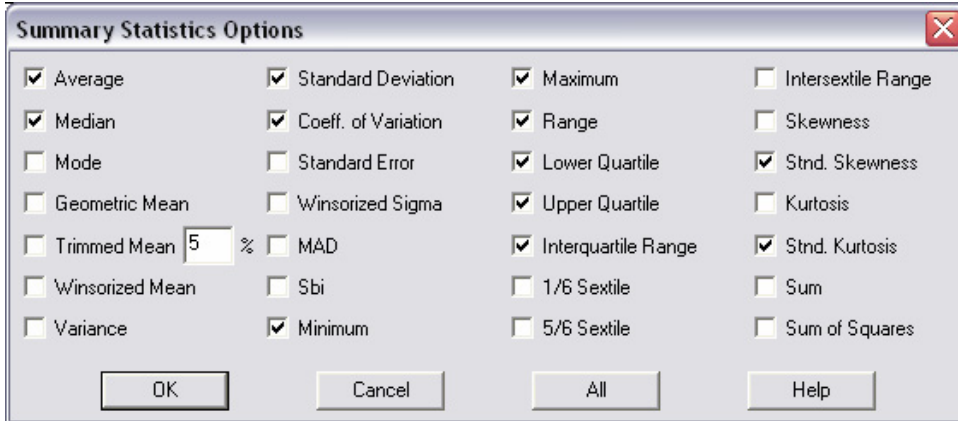 Summary Statistics Options
Average Standard Deviation Maximum Intersextile Range
Median Coeff. of Variation Range Skewness
Mode Standard Error Lower Quartile Stnd. Skewness
Geometric Mean Winsorized Sigma Upper Quartile Kurtosis
Trimmed Mean 5 % MAD Interquartile Range Stnd. Kurtosis
Winsorized Mean Sbi 1/6 Sextile Sum
Variance Minimum 5/6 Sextile Sum of Squares
OK Cancel All Help